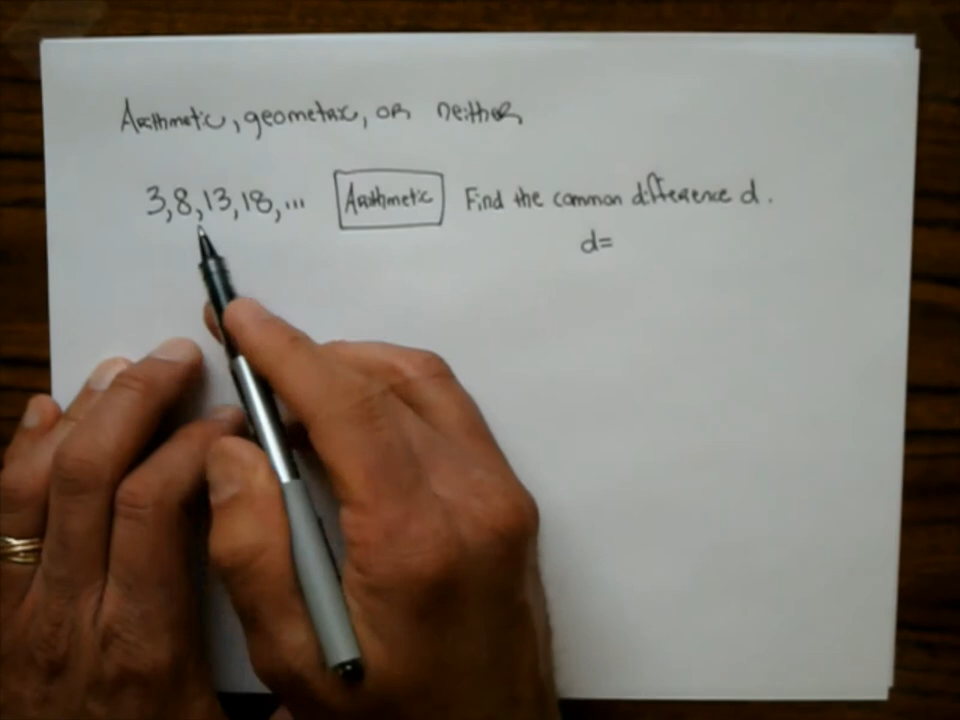 Arithmetic, geometric, or neither
3,8,13,18,... Arithmetic Find the common difference d.
d=